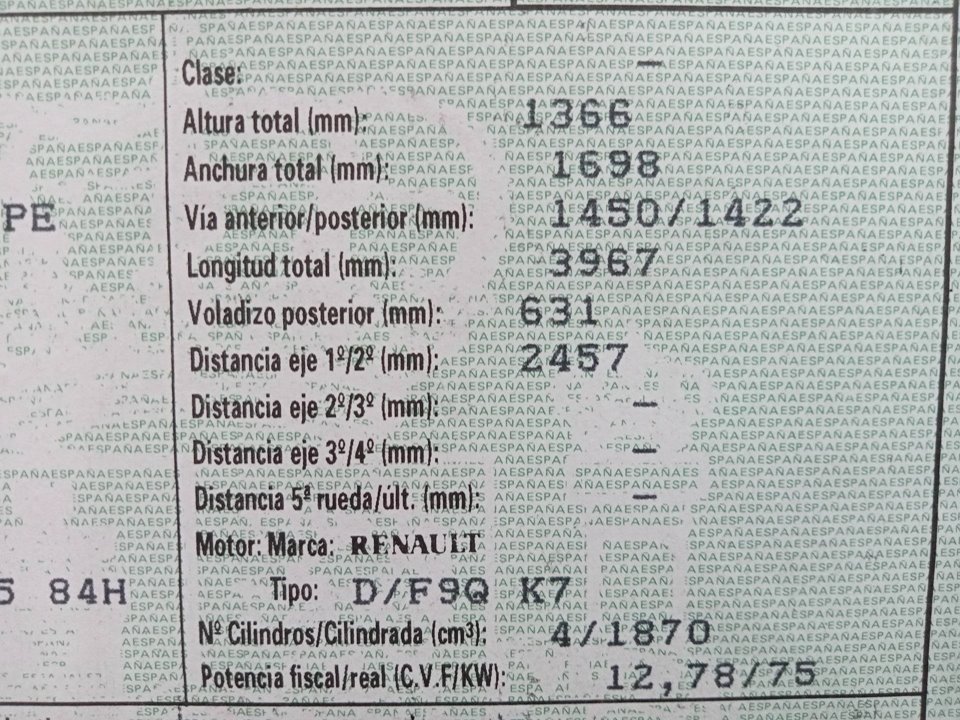 Clase: —
Altura total (mm): 1366
Anchura total (mm): 1698
PE
Vía anterior/posterior (mm): 1450/1422
Longitud total (mm): 3967
Voladizo posterior (mm): 631
Distancia eje 1º/2º (mm): 2457
Distancia eje 2º/3º (mm): —
Distancia eje 3º/4º (mm): —
Distancia 5ª rueda/últ. (mm): —
Motor: Marca: RENAULT
5 84H
Tipo: D/F9Q K7
Nº Cilindros/Cilindrada (cm³): 4/1870
Potencia fiscal/real (C.V.F/KW): 12,78/75